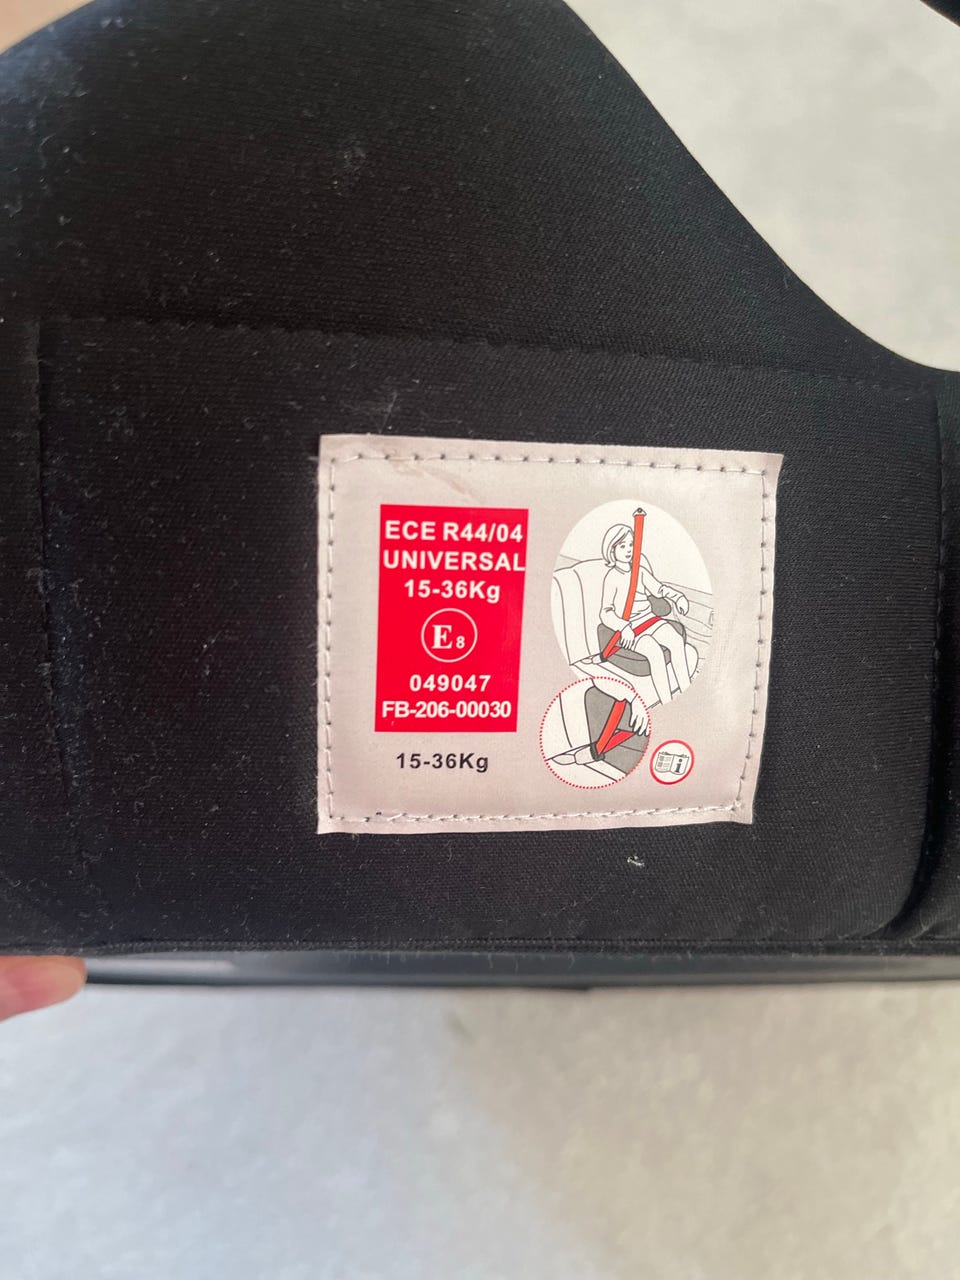 ECE R44/04
UNIVERSAL
15-36Kg
E8
049047
FB-206-00030
15-36Kg
i